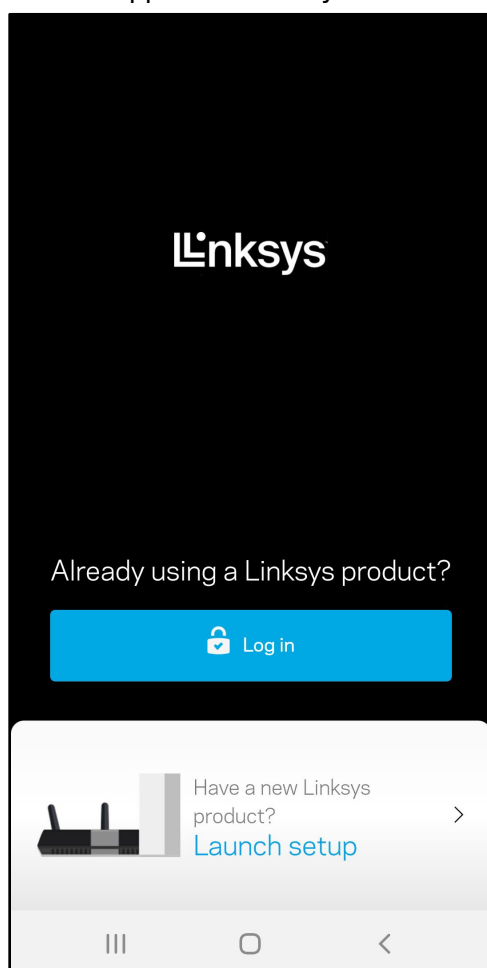 Linksys
Already using a Linksys product?
Log in
Have a new Linksys
product?
Launch setup